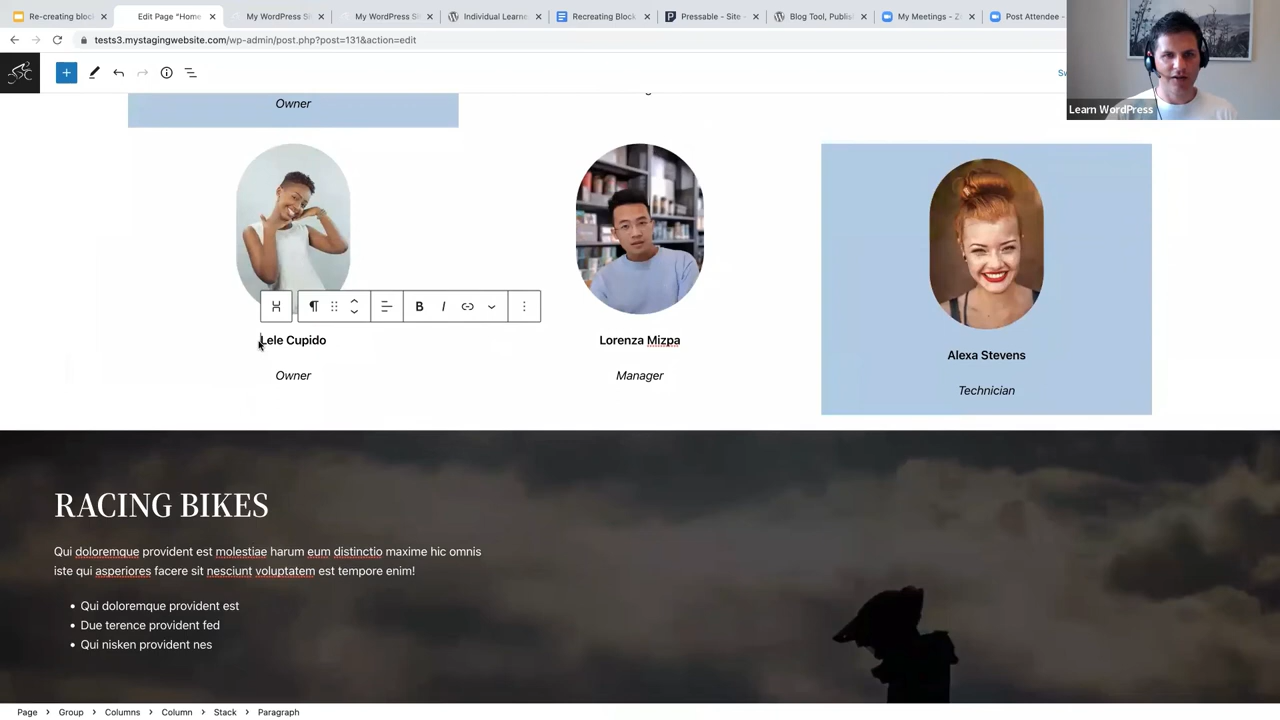 Re-creating blocl
Edit Page "Home
My WordPress Si
My WordPress Si
Individual Learne
Recreating Block
Pressable - Site
Blog Tool, Publis
My Meetings - Z
Post Attendee -
tests3.mystagingwebsite.com/wp-admin/post.php?post=131&action=edit
Learn WordPress
Owner
B I
Lele Cupido
Owner
Lorenza Mizpa
Manager
Alexa Stevens
Technician
RACING BIKES
Qui doloremque provident est molestiae harum eum distinctio maxime hic omnis
iste qui asperiores facere sit nesciunt voluptatem est tempore enim!
• Qui doloremque provident est
• Due terence provident fed
• Qui nisken provident nes
Page > Group > Columns > Column > Stack > Paragraph